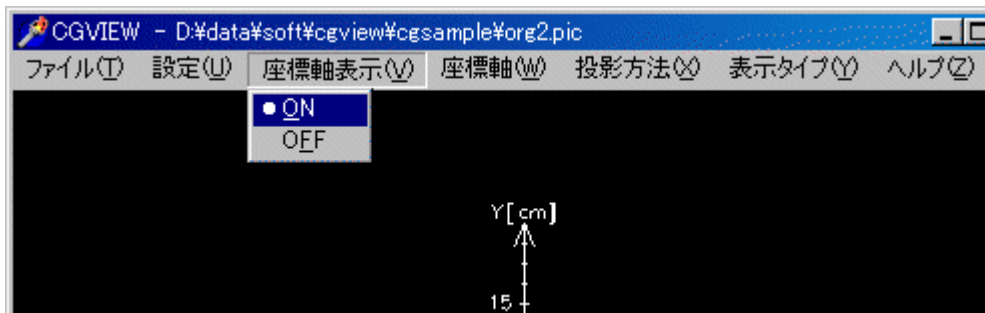 CGVIEW - D:¥data¥soft¥cgview¥cgsample¥org2.pic
ファイル(T) 設定(U) 座標軸表示(V) 座標軸(W) 投影方法(X) 表示タイプ(Y) ヘルプ(Z)
ON
OFF
Y[cm]
15